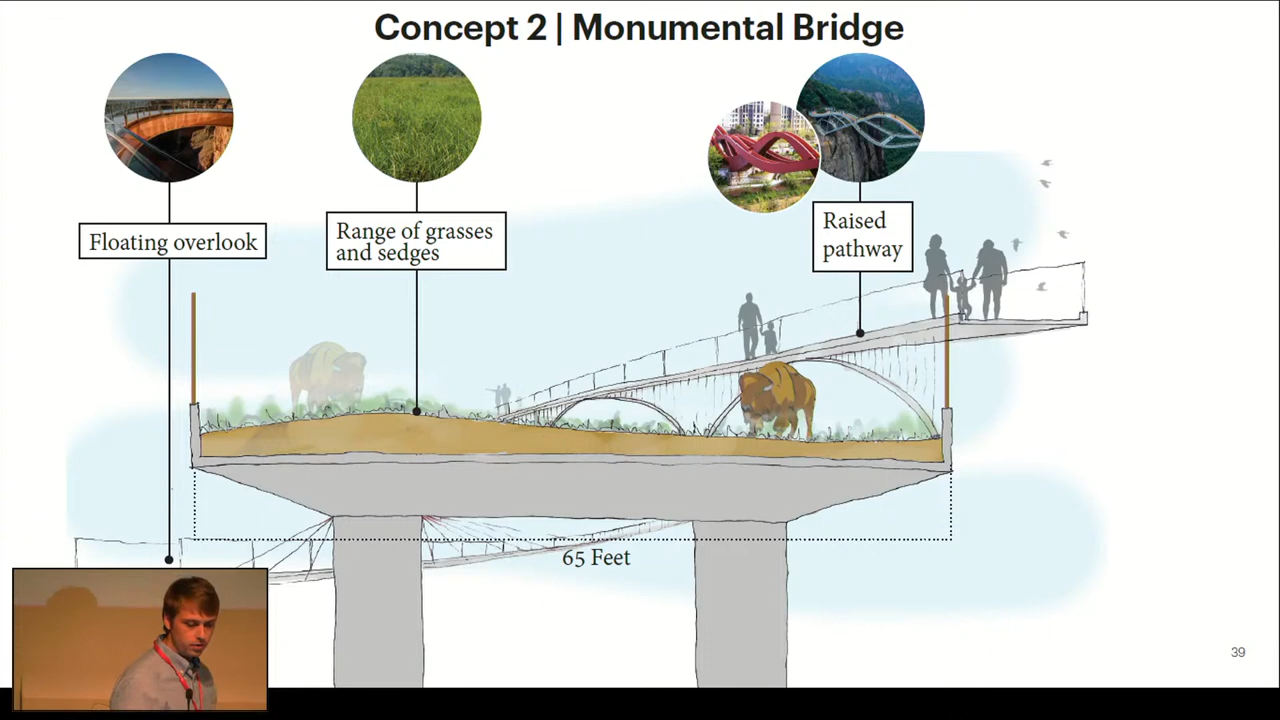 Concept 2 | Monumental Bridge
Floating overlook
Range of grasses
and sedges
Raised
pathway
65 Feet
39